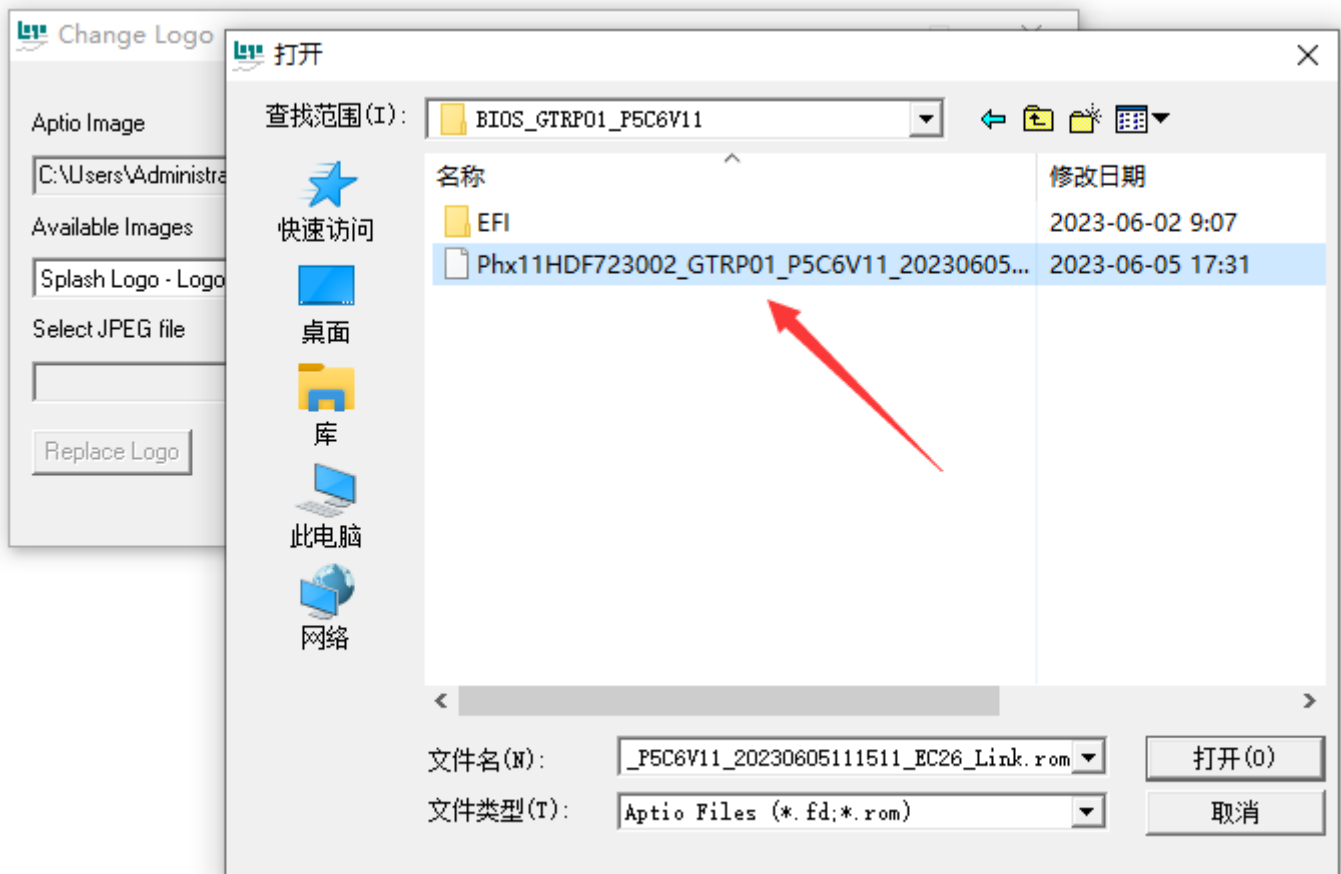 Change Logo
打开
查找范围(I):
BIOS_GTRP01_P5C6V11
Aptio Image
C:\Users\Administra
Available Images
Splash Logo - Logo
Select JPEG file
Replace Logo
快速访问
桌面
库
此电脑
网络
名称
修改日期
EFI
2023-06-02 9:07
Phx11HDF723002_GTRP01_P5C6V11_20230605...
2023-06-05 17:31
文件名(N):
_P5C6V11_20230605111511_EC26_Link.rom
打开(O)
文件类型(T):
Aptio Files (*.fd;*.rom)
取消